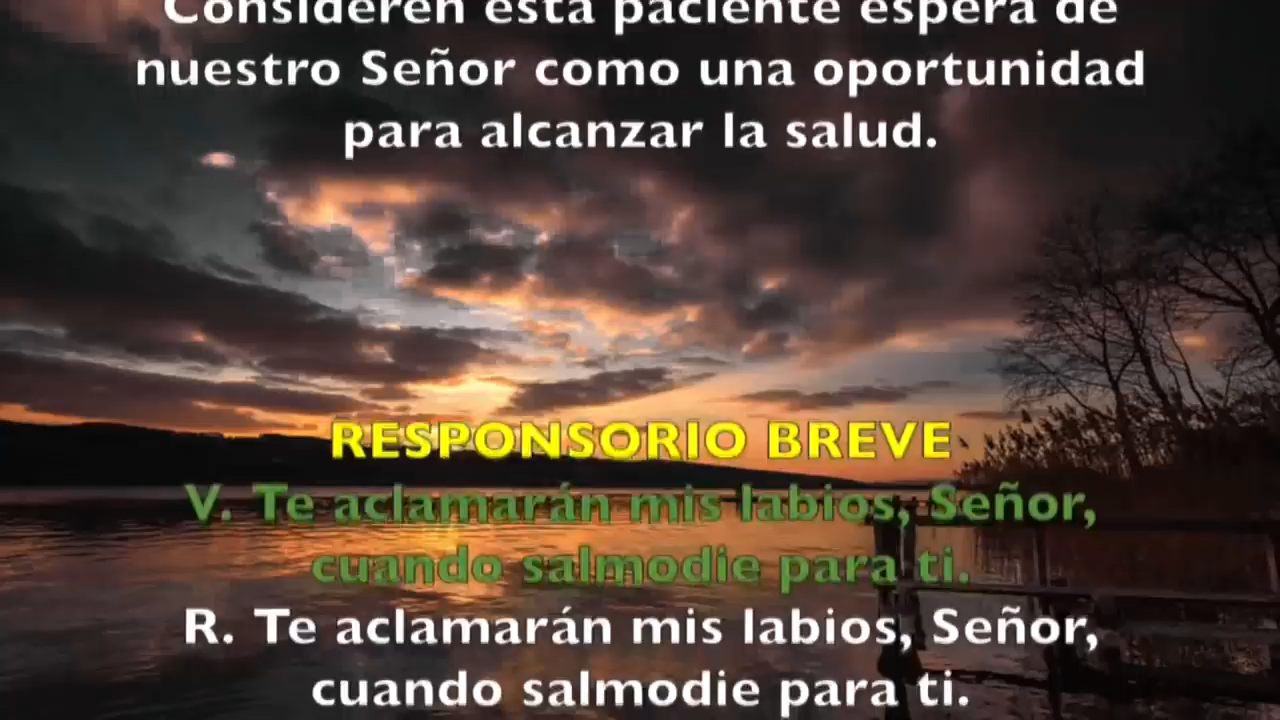 Consideren esta paciente espera de
nuestro Señor como una oportunidad
para alcanzar la salud.
RESPONSORIO BREVE
V. Te aclamarán mis labios, Señor,
cuando salmodie para ti.
R. Te aclamarán mis labios, Señor,
cuando salmodie para ti.